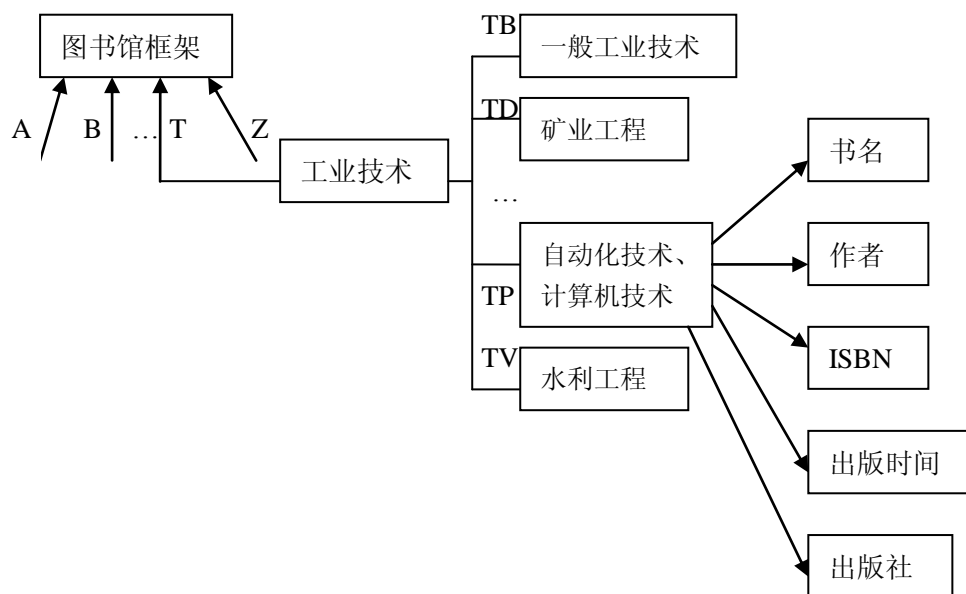 图书馆框架
A
B
…
T
Z
工业技术
TB
一般工业技术
TD
矿业工程
…
TP
自动化技术、
计算机技术
TV
水利工程
书名
作者
ISBN
出版时间
出版社